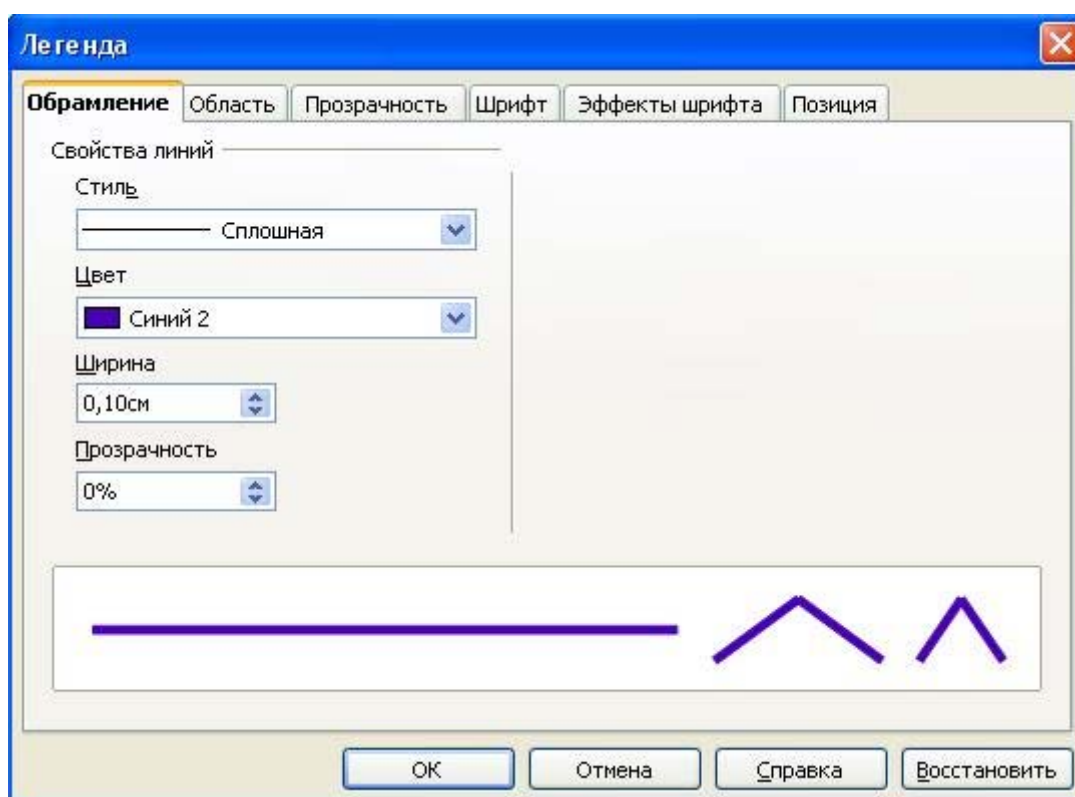 Легенда
Обрамление Область Прозрачность Шрифт Эффекты шрифта Позиция
Свойства линий
Стиль
Сплошная
Цвет
Синий 2
Ширина
0,10см
Прозрачность
0%
ОК Отмена Справка Восстановить